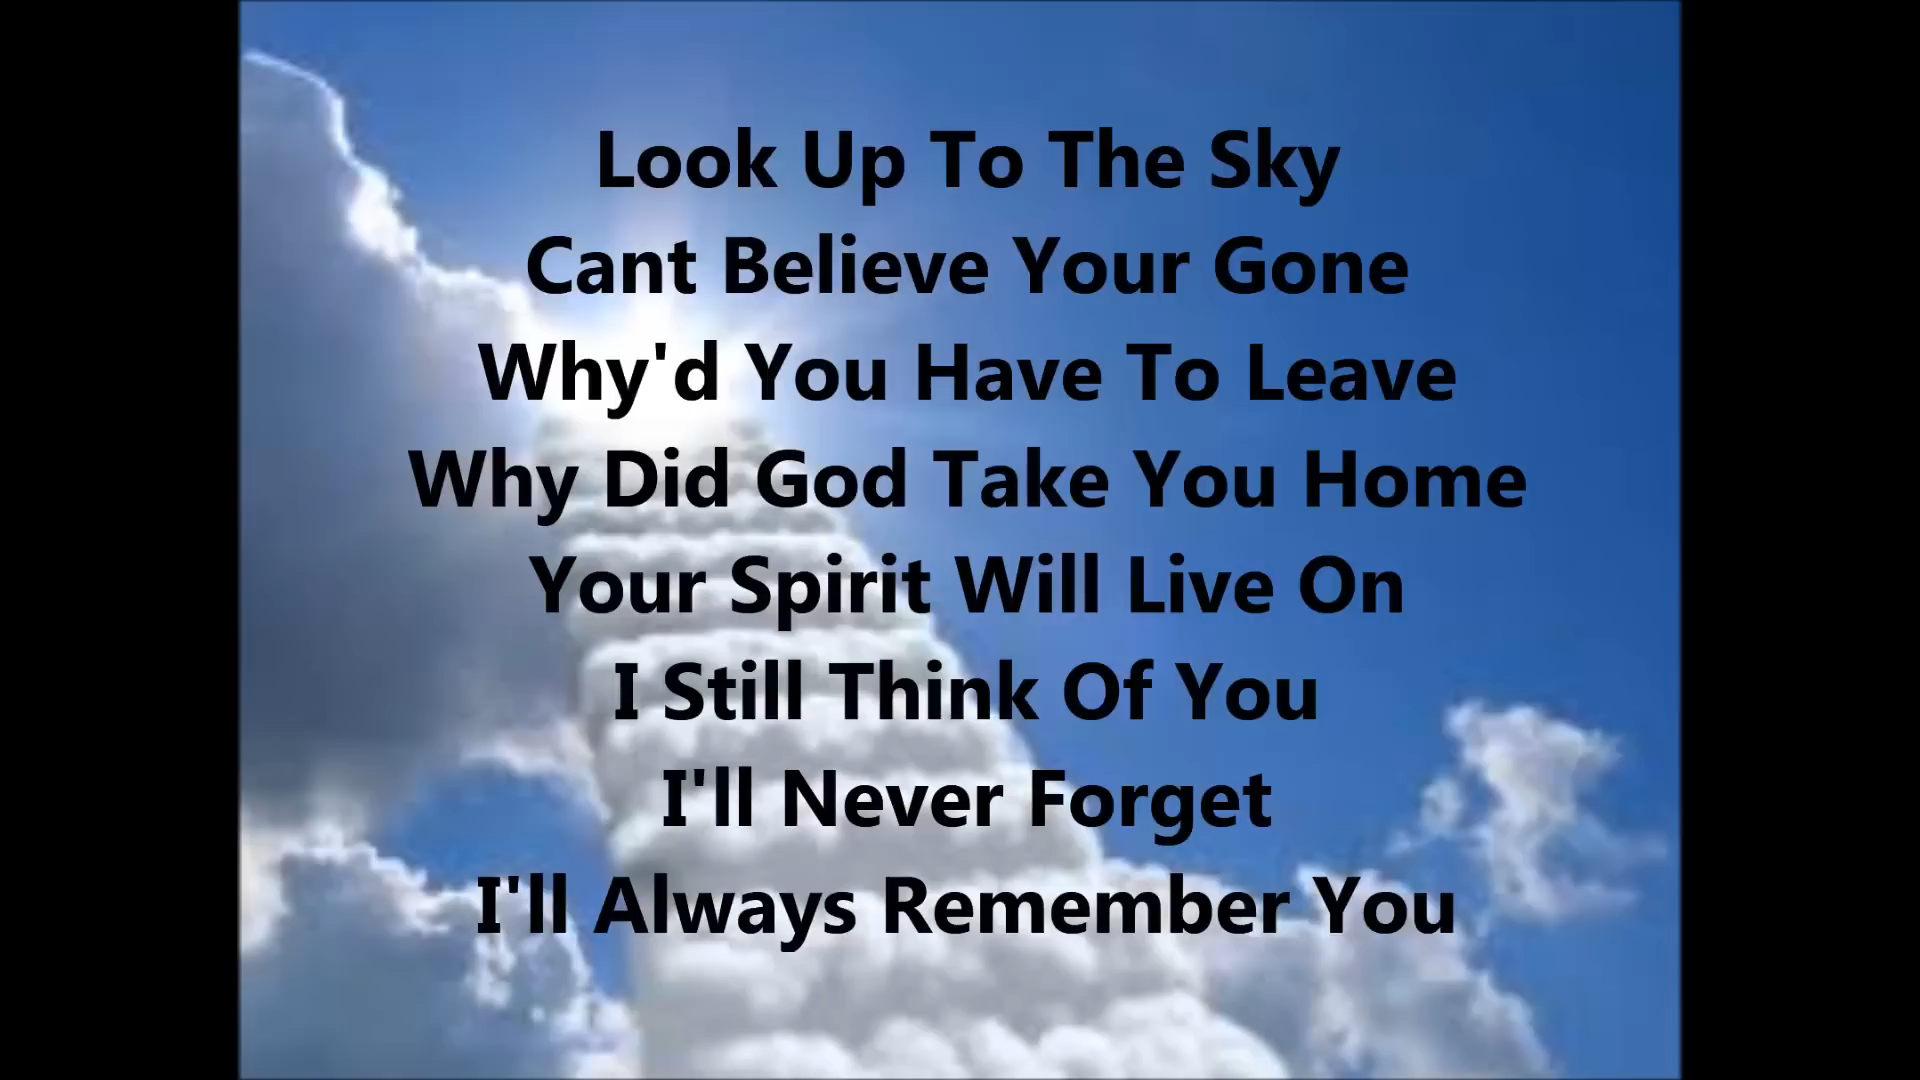 Look Up To The Sky
Cant Believe Your Gone
Why'd You Have To Leave
Why Did God Take You Home
Your Spirit Will Live On
I Still Think Of You
I'll Never Forget
I'll Always Remember You